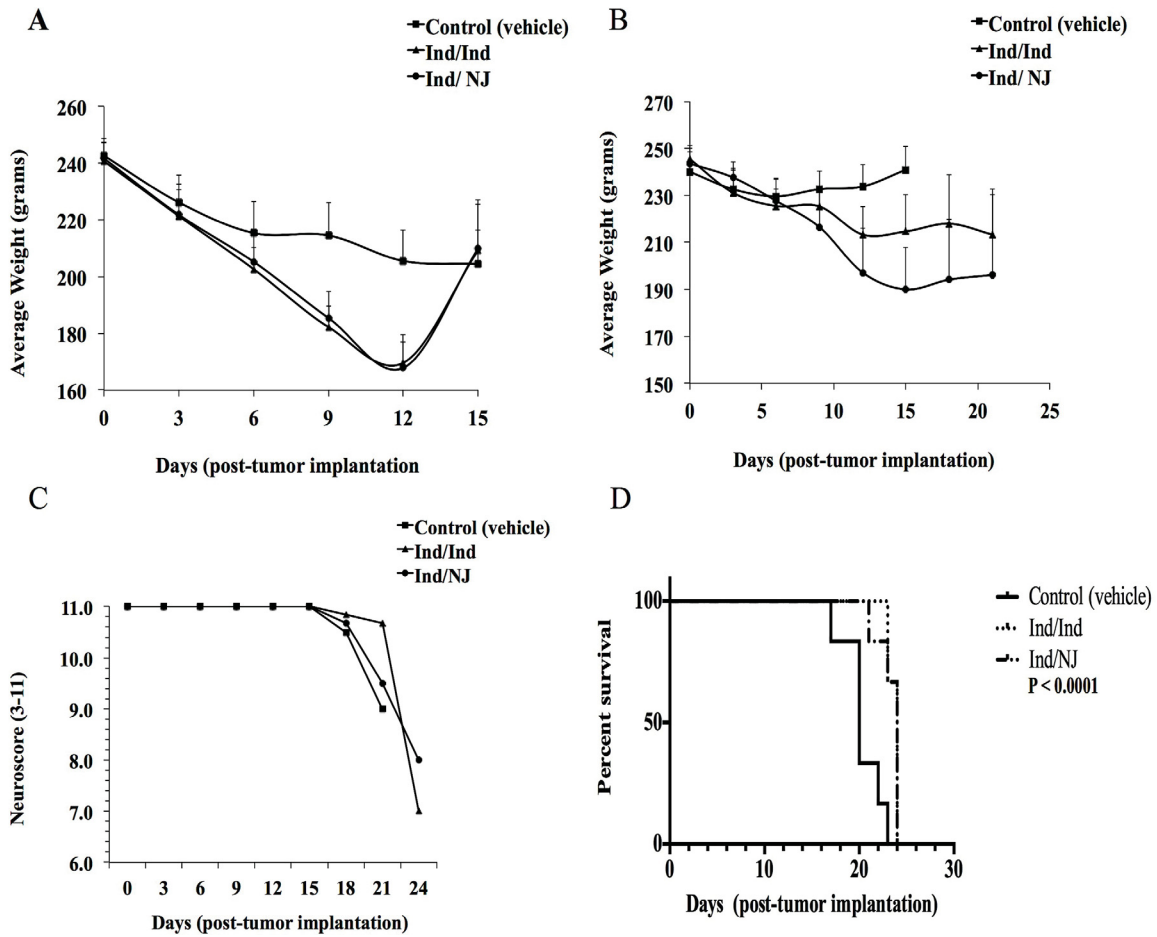 A
Control (vehicle)
Ind/Ind
Ind/ NJ
260
240
220
200
180
160
Average Weight (grams)
0 3 6 9 12 15
Days (post-tumor implantation
B
Control (vehicle)
Ind/Ind
Ind/ NJ
270
250
230
210
190
170
150
Average Weight (grams)
0 5 10 15 20 25
Days (post-tumor implantation)
C
Control (vehicle)
Ind/Ind
Ind/NJ
11.0
10.0
9.0
8.0
7.0
6.0
Neuroscore (3-11)
0 3 6 9 12 15 18 21 24
Days (post-tumor implantation)
D
Control (vehicle)
Ind/Ind
Ind/NJ
P < 0.0001
100
50
0
Percent survival
0 10 20 30
Days (post-tumor implantation)